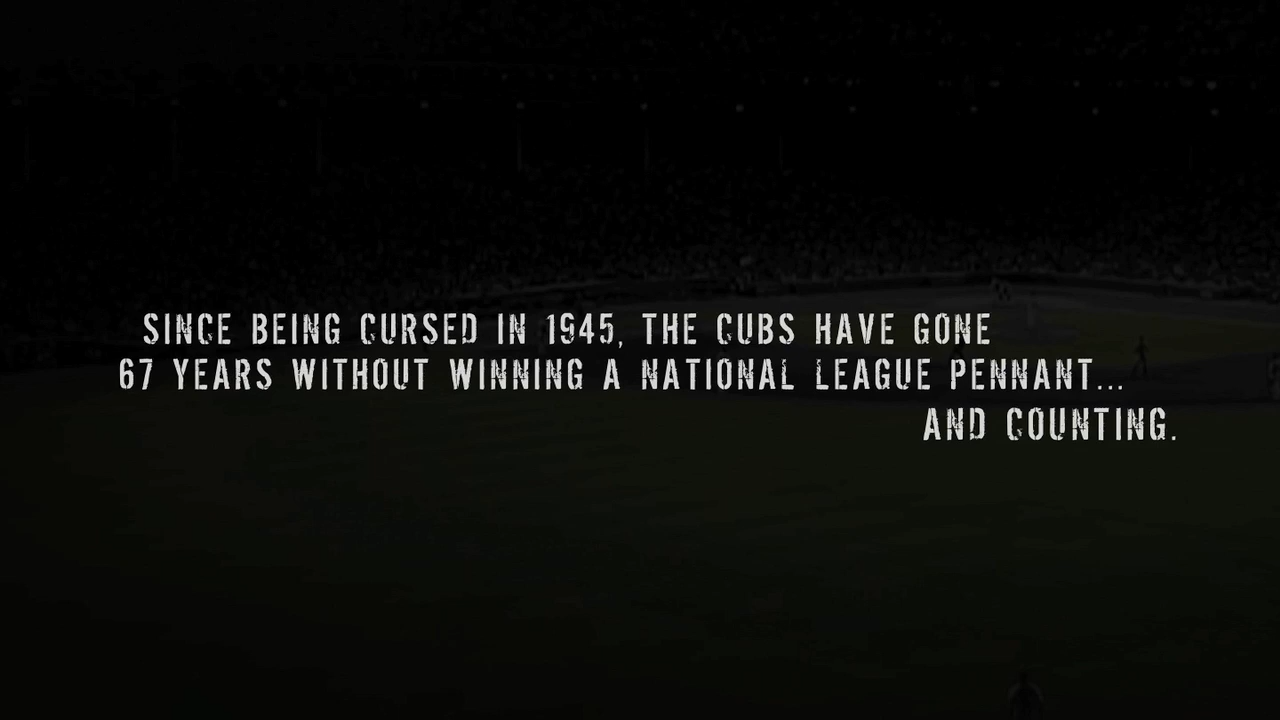 SINCE BEING CURSED IN 1945, THE CUBS HAVE GONE
67 YEARS WITHOUT WINNING A NATIONAL LEAGUE PENNANT...
AND COUNTING.